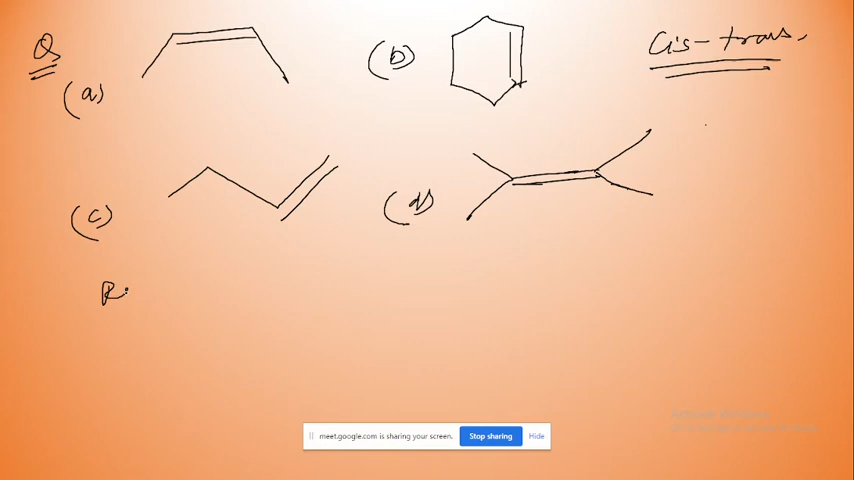 Q
(a)
(b)
Cis-trans,
(c)
(d)
R.
meet.google.com is sharing your screen. Stop sharing Hide